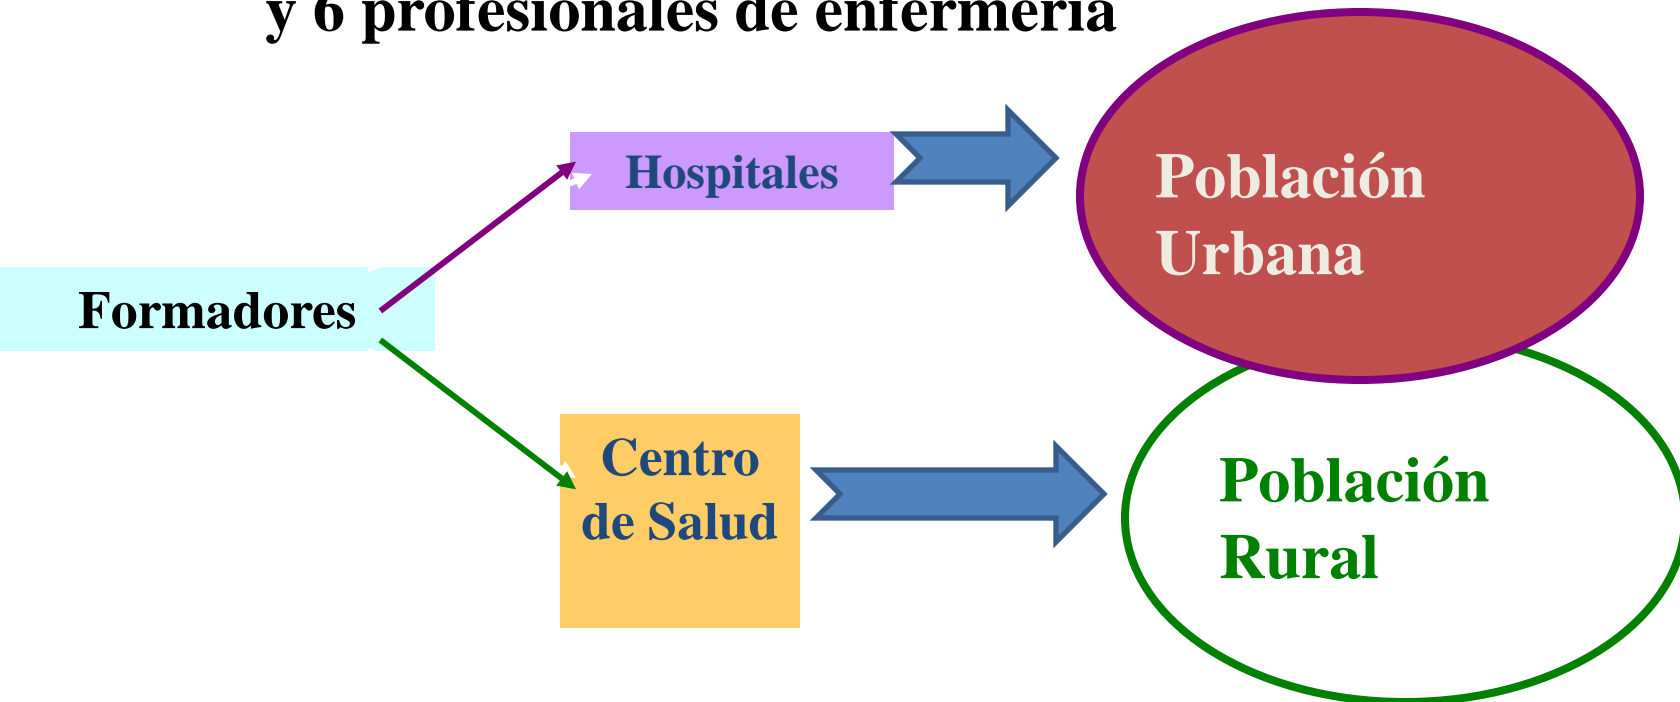 y 6 profesionales de enfermería
Hospitales
Población
Urbana
Formadores
Centro
de Salud
Población
Rural